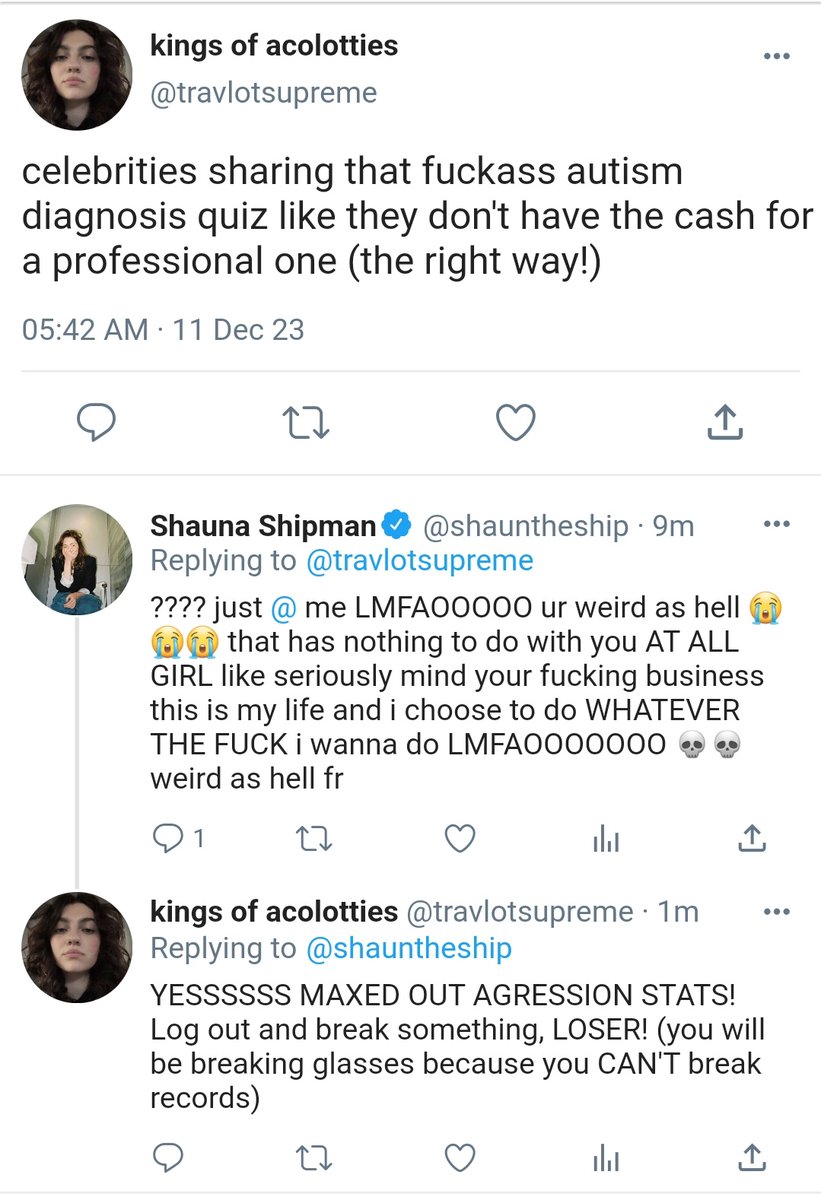 kings of acolotties
@travlotsupreme
celebrities sharing that fuckass autism
diagnosis quiz like they don't have the cash for
a professional one (the right way!)
05:42 AM · 11 Dec 23
Shauna Shipman @shauntheship · 9m
Replying to @travlotsupreme
???? just @ me LMFAOOOOO ur weird as hell 😭
😭😭 that has nothing to do with you AT ALL
GIRL like seriously mind your fucking business
this is my life and i choose to do WHATEVER
THE FUCK i wanna do LMFAOOOOOOO 💀💀
weird as hell fr
1
kings of acolotties @travlotsupreme · 1m
Replying to @shauntheship
YESSSSSS MAXED OUT AGRESSION STATS!
Log out and break something, LOSER! (you will
be breaking glasses because you CAN'T break
records)